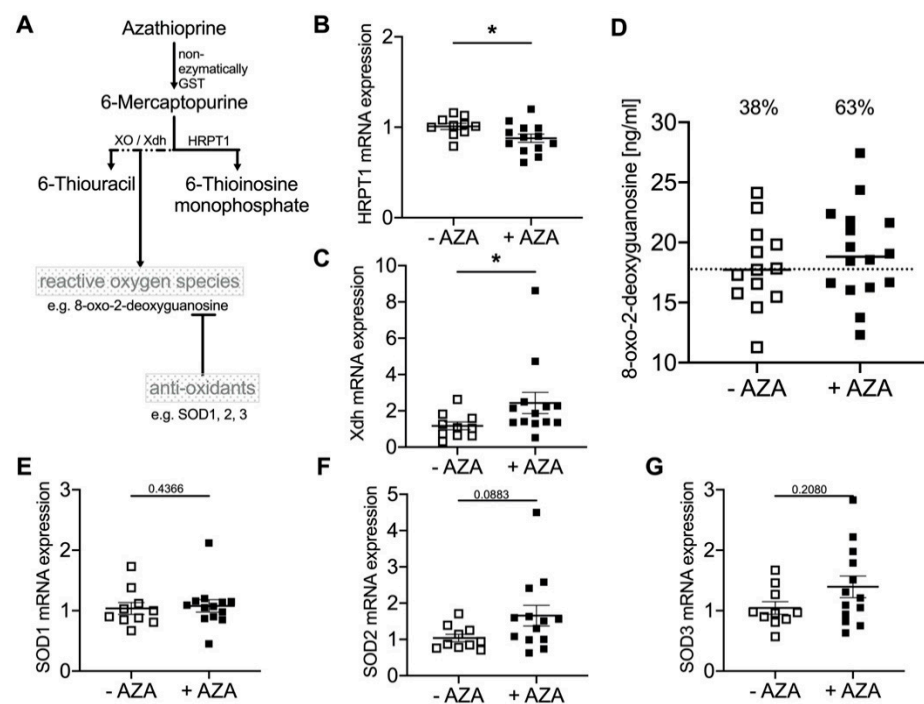 A
Azathioprine
non-
ezymatically
GST
6-Mercaptopurine
XO / Xdh
HRPT1
6-Thiouracil
6-Thioinosine
monophosphate
reactive oxygen species
e.g. 8-oxo-2-deoxyguanosine
anti-oxidants
e.g. SOD1, 2, 3
B
HRPT1 mRNA expression
2
1
0
*
- AZA
+ AZA
C
Xdh mRNA expression
10
8
6
4
2
0
*
- AZA
+ AZA
D
8-oxo-2-deoxyguanosine [ng/ml]
38%
63%
30
25
20
15
10
- AZA
+ AZA
E
SOD1 mRNA expression
3
2
1
0
0.4366
- AZA
+ AZA
F
SOD2 mRNA expression
5
4
3
2
1
0
0.0883
- AZA
+ AZA
G
SOD3 mRNA expression
3
2
1
0
0.2080
- AZA
+ AZA